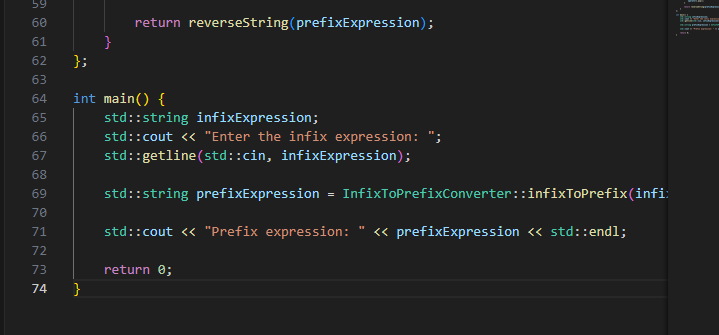 59
60 return reverseString(prefixExpression);
61 }
62 };
63
64 int main() {
65 std::string infixExpression;
66 std::cout << "Enter the infix expression: ";
67 std::getline(std::cin, infixExpression);
68
69 std::string prefixExpression = InfixToPrefixConverter::infixToPrefix(infi
70
71 std::cout << "Prefix expression: " << prefixExpression << std::endl;
72
73 return 0;
74 }